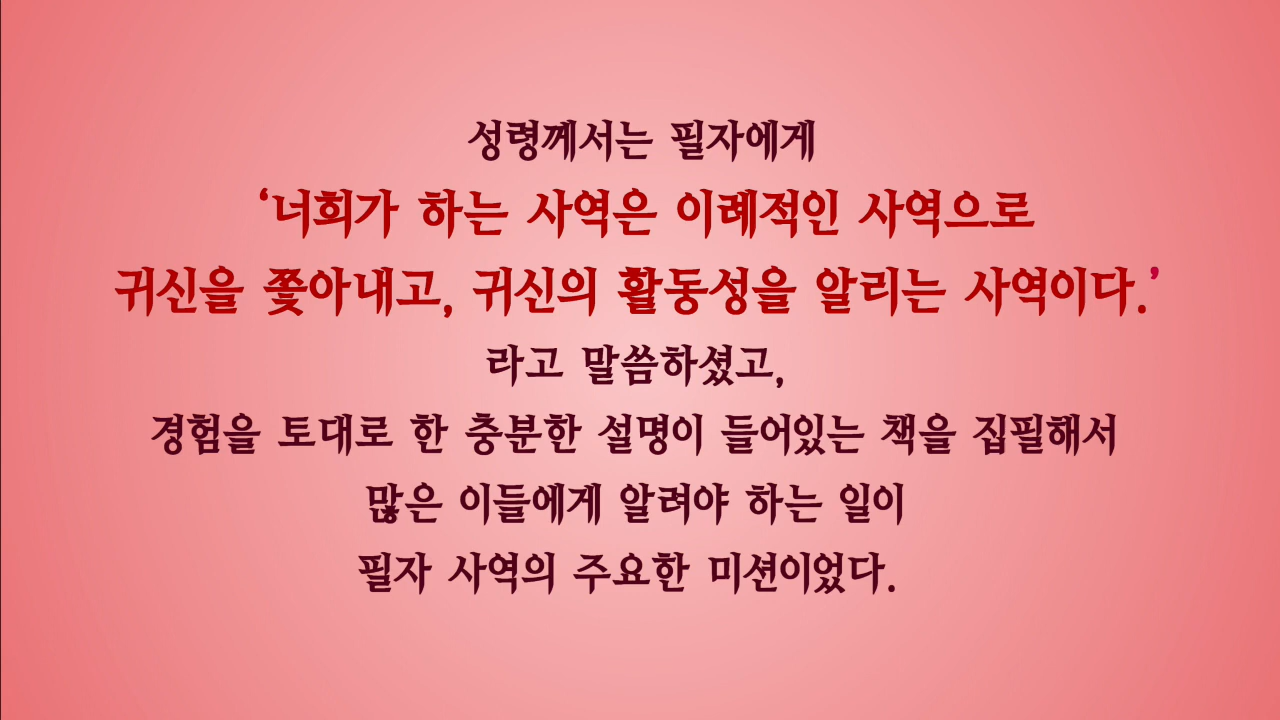 성령께서는 필자에게
‘너희가 하는 사역은 이례적인 사역으로
귀신을 쫓아내고, 귀신의 활동성을 알리는 사역이다.’
라고 말씀하셨고,
경험을 토대로 한 충분한 설명이 들어있는 책을 집필해서
많은 이들에게 알려야 하는 일이
필자 사역의 주요한 미션이었다.